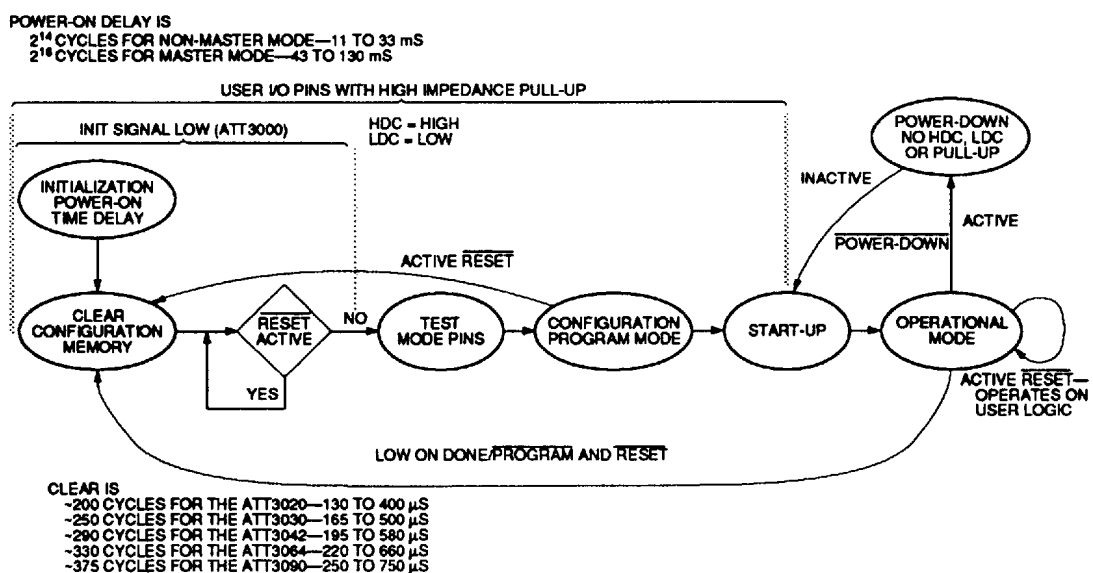 POWER-ON DELAY IS
2¹⁴ CYCLES FOR NON-MASTER MODE—11 TO 33 mS
2¹⁶ CYCLES FOR MASTER MODE—43 TO 130 mS
USER I/O PINS WITH HIGH IMPEDANCE PULL-UP
INIT SIGNAL LOW (ATT3000)
HDC = HIGH
LDC = LOW
POWER-DOWN
NO HDC, LDC
OR PULL-UP
INITIALIZATION
POWER-ON
TIME DELAY
INACTIVE
ACTIVE
POWER-DOWN
ACTIVE RESET
CLEAR
CONFIGURATION
MEMORY
RESET
ACTIVE
NO
YES
TEST
MODE PINS
CONFIGURATION
PROGRAM MODE
START-UP
OPERATIONAL
MODE
ACTIVE RESET—
OPERATES ON
USER LOGIC
LOW ON DONE/PROGRAM AND RESET
CLEAR IS
~200 CYCLES FOR THE ATT3020—130 TO 400 µS
~250 CYCLES FOR THE ATT3030—165 TO 500 µS
~290 CYCLES FOR THE ATT3042—195 TO 580 µS
~330 CYCLES FOR THE ATT3064—220 TO 660 µS
~375 CYCLES FOR THE ATT3090—250 TO 750 µS